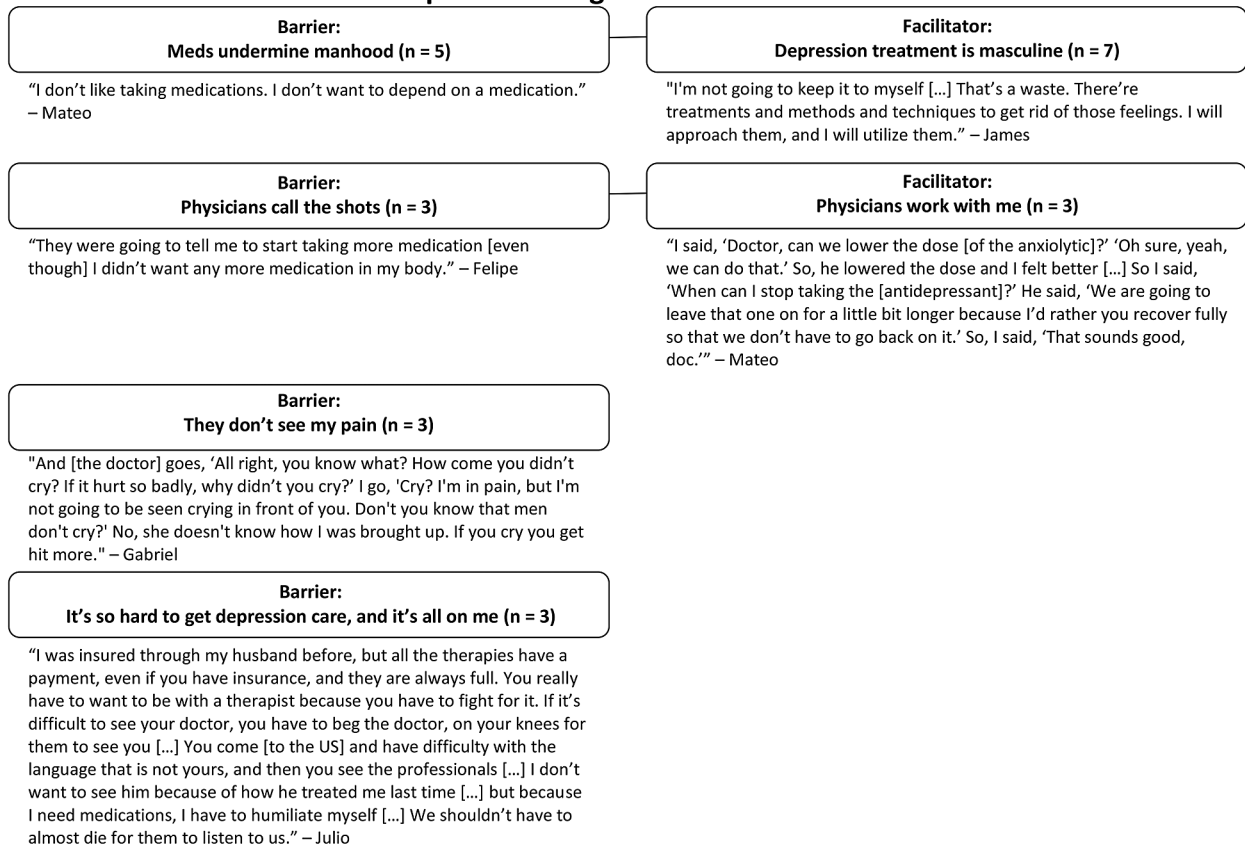 Barrier:
Meds undermine manhood (n = 5)
“I don’t like taking medications. I don’t want to depend on a medication.”
– Mateo
Facilitator:
Depression treatment is masculine (n = 7)
"I'm not going to keep it to myself […] That’s a waste. There’re
treatments and methods and techniques to get rid of those feelings. I will
approach them, and I will utilize them.” – James
Barrier:
Physicians call the shots (n = 3)
“They were going to tell me to start taking more medication [even
though] I didn’t want any more medication in my body.” – Felipe
Facilitator:
Physicians work with me (n = 3)
“I said, ‘Doctor, can we lower the dose [of the anxiolytic]?’ ‘Oh sure, yeah,
we can do that.’ So, he lowered the dose and I felt better […] So I said,
‘When can I stop taking the [antidepressant]?’ He said, ‘We are going to
leave that one on for a little bit longer because I’d rather you recover fully
so that we don’t have to go back on it.’ So, I said, ‘That sounds good,
doc.’” – Mateo
Barrier:
They don’t see my pain (n = 3)
"And [the doctor] goes, ‘All right, you know what? How come you didn’t
cry? If it hurt so badly, why didn’t you cry?’ I go, 'Cry? I'm in pain, but I'm
not going to be seen crying in front of you. Don't you know that men
don't cry?' No, she doesn't know how I was brought up. If you cry you get
hit more." – Gabriel
Barrier:
It’s so hard to get depression care, and it’s all on me (n = 3)
“I was insured through my husband before, but all the therapies have a
payment, even if you have insurance, and they are always full. You really
have to want to be with a therapist because you have to fight for it. If it’s
difficult to see your doctor, you have to beg the doctor, on your knees for
them to see you […] You come [to the US] and have difficulty with the
language that is not yours, and then you see the professionals […] I don’t
want to see him because of how he treated me last time […] but because
I need medications, I have to humiliate myself […] We shouldn’t have to
almost die for them to listen to us.” – Julio